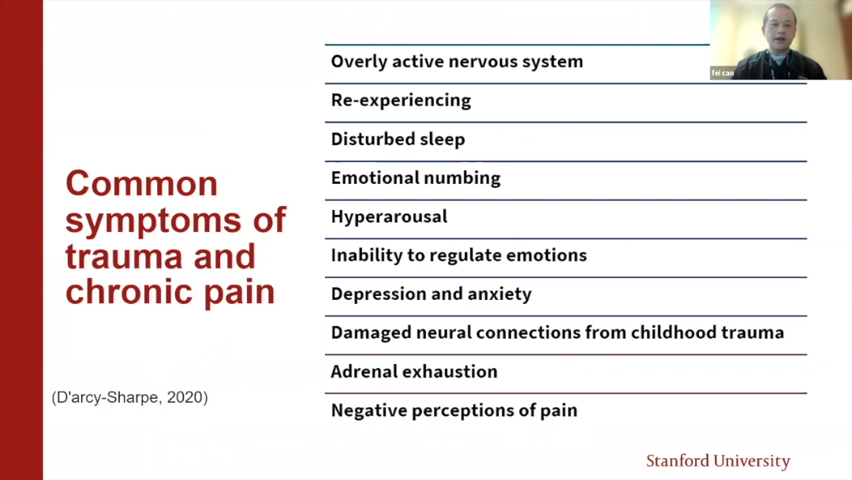 Common
symptoms of
trauma and
chronic pain
(D'arcy-Sharpe, 2020)
Overly active nervous system
Re-experiencing
Disturbed sleep
Emotional numbing
Hyperarousal
Inability to regulate emotions
Depression and anxiety
Damaged neural connections from childhood trauma
Adrenal exhaustion
Negative perceptions of pain
Stanford University
fei cao